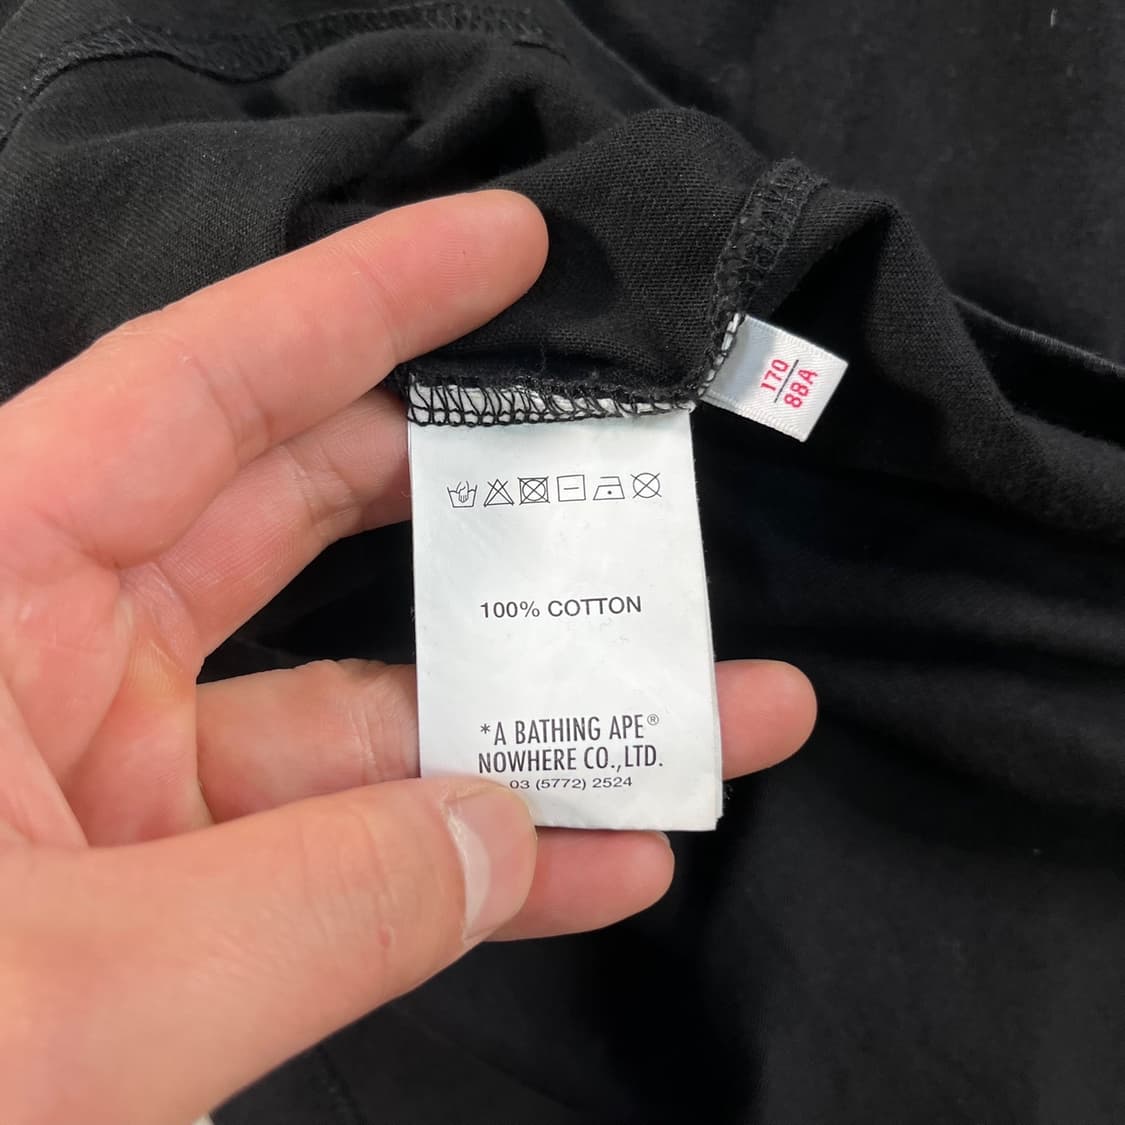 170
88A
100% COTTON
*A BATHING APE®
NOWHERE CO.,LTD.
03 (5772) 2524